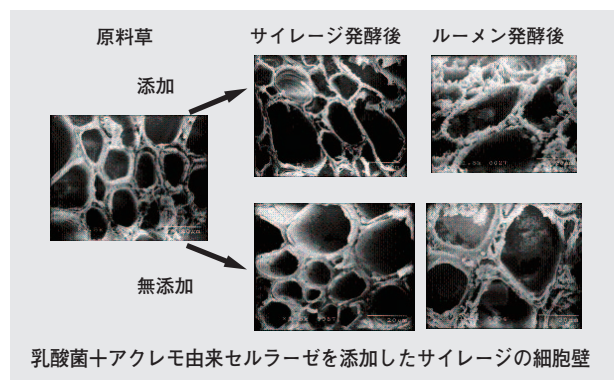 原料草
サイレージ発酵後
ルーメン発酵後
添加
無添加
乳酸菌＋アクレモ由来セルラーゼを添加したサイレージの細胞壁